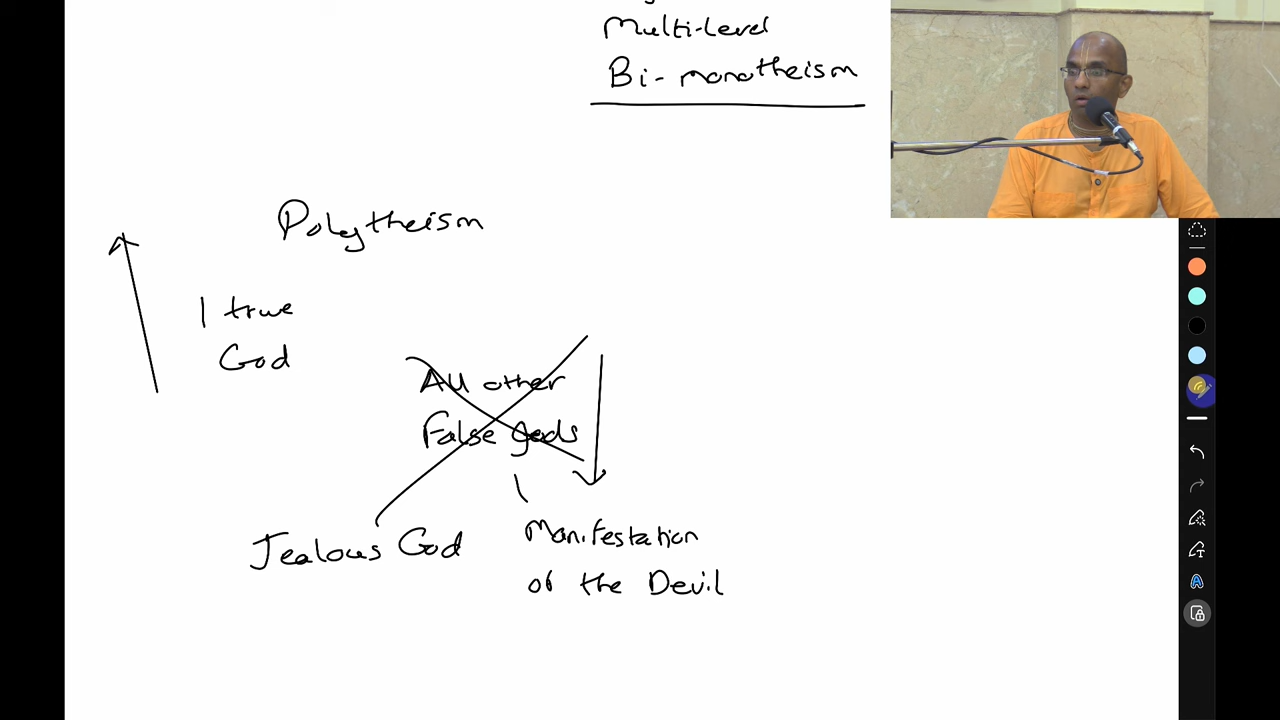 Multi-level
Bi-monotheism
Polytheism
1 true
God
All other
False gods
Jealous God
Manifestation
of the Devil